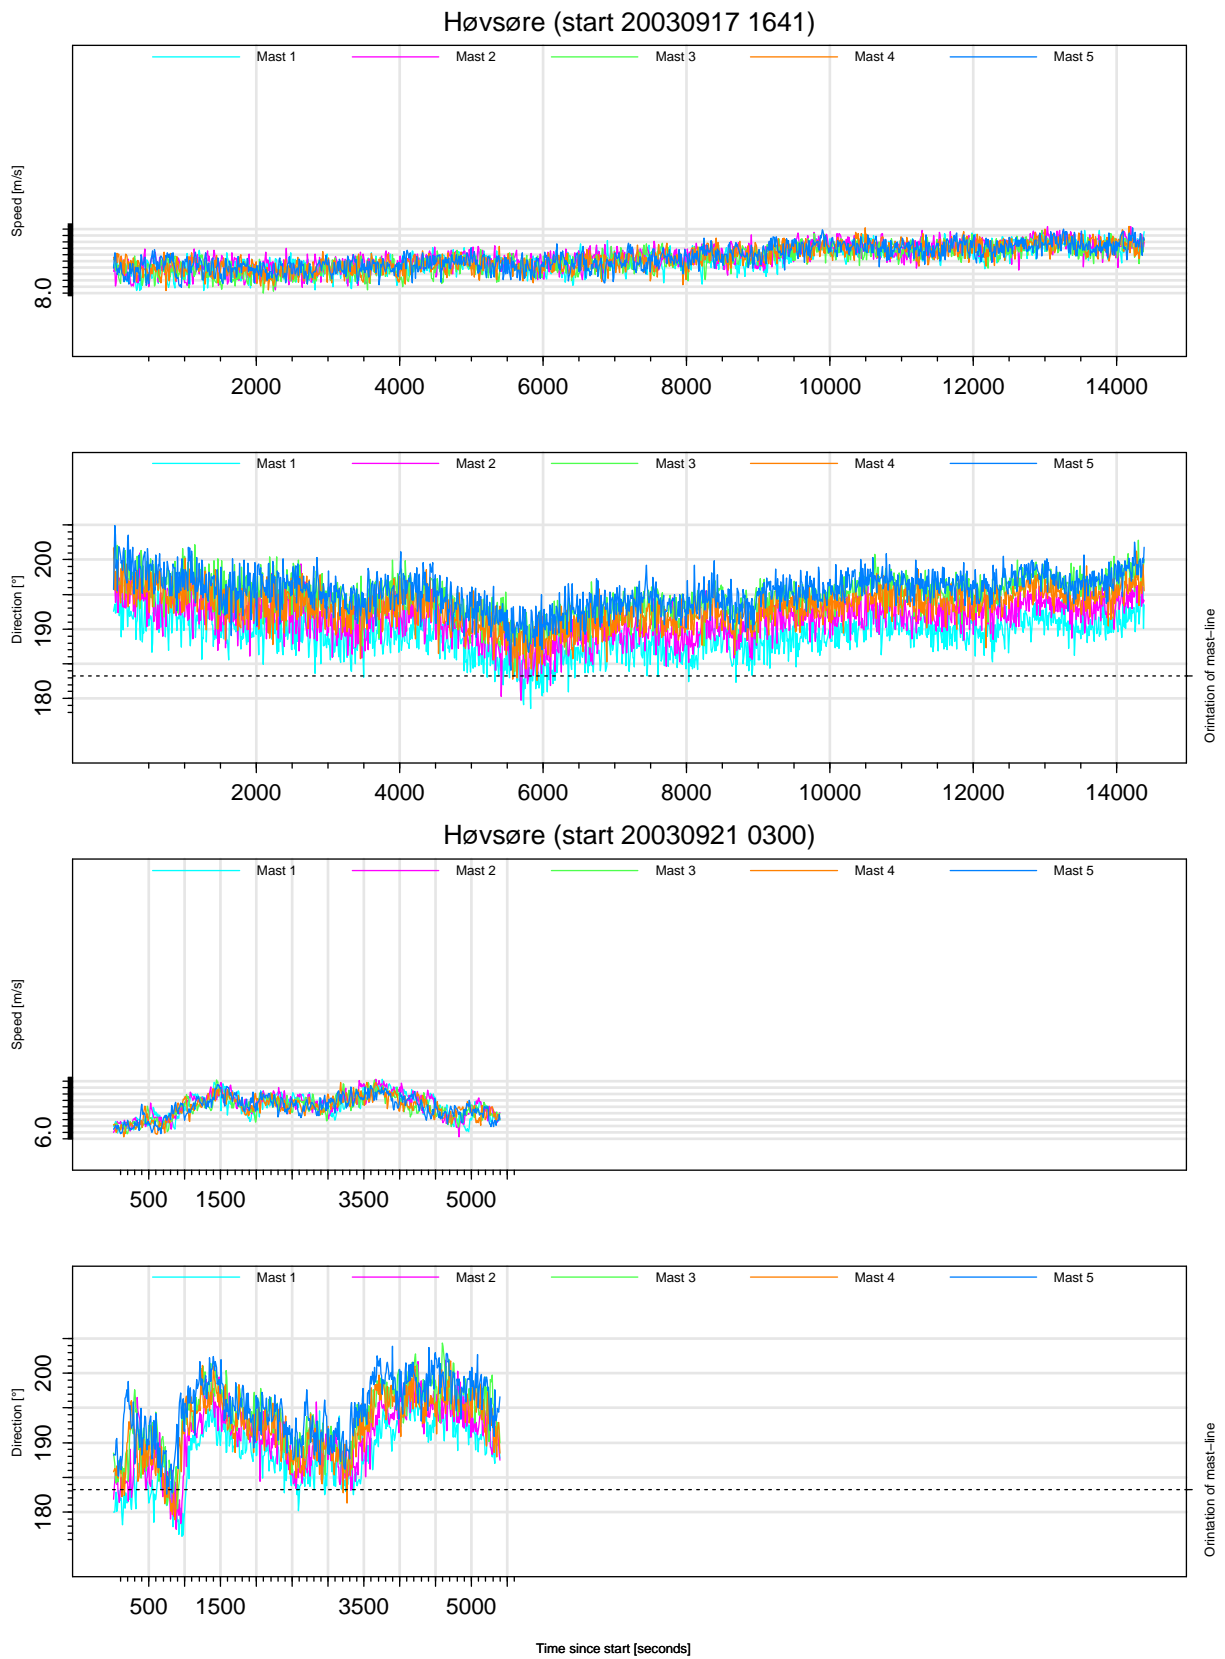 Høvsøre (start 20030917 1641)
Mast 1 Mast 2 Mast 3 Mast 4 Mast 5
Speed [m/s]
8.0
2000 4000 6000 8000 10000 12000 14000
Mast 1 Mast 2 Mast 3 Mast 4 Mast 5
Direction [°]
200
190
180
Orintation of mast–line
2000 4000 6000 8000 10000 12000 14000
Høvsøre (start 20030921 0300)
Mast 1 Mast 2 Mast 3 Mast 4 Mast 5
Speed [m/s]
6.0
500 1500 3500 5000
Mast 1 Mast 2 Mast 3 Mast 4 Mast 5
Direction [°]
200
190
180
Orintation of mast–line
500 1500 3500 5000
Time since start [seconds]